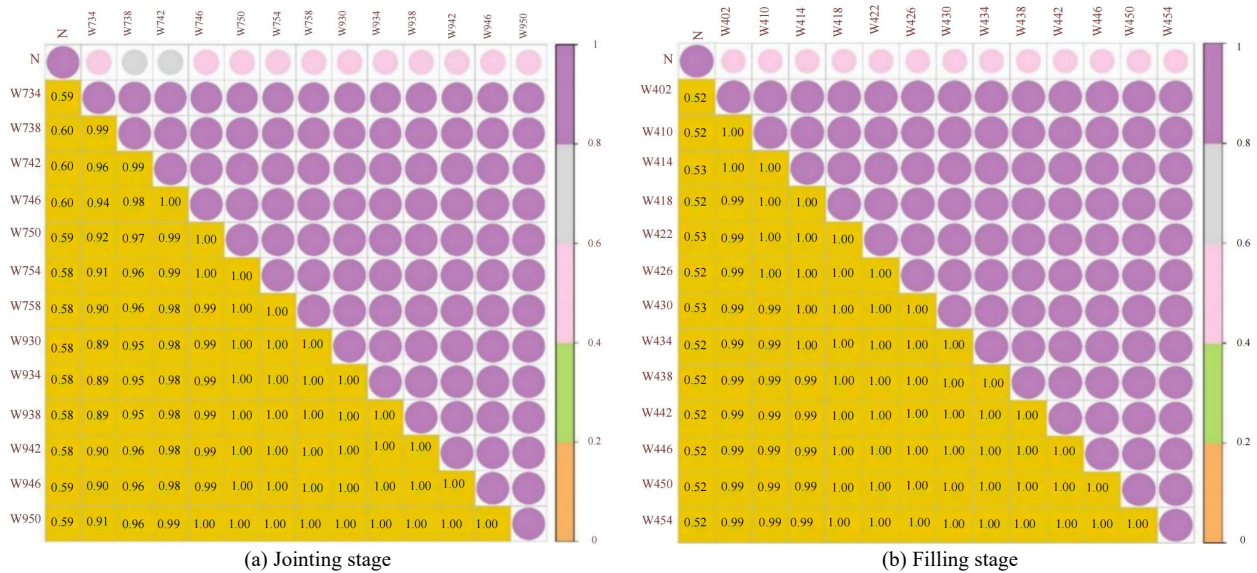 N W734 W738 W742 W746 W750 W754 W758 W930 W934 W938 W942 W946 W950
N
W734 0.59
W738 0.60 0.99
W742 0.60 0.96 0.99
W746 0.60 0.94 0.98 1.00
W750 0.59 0.92 0.97 0.99 1.00
W754 0.58 0.91 0.96 0.99 1.00 1.00
W758 0.58 0.90 0.96 0.98 0.99 1.00 1.00
W930 0.58 0.89 0.95 0.98 0.99 1.00 1.00 1.00
W934 0.58 0.89 0.95 0.98 0.99 1.00 1.00 1.00 1.00
W938 0.58 0.89 0.95 0.98 0.99 1.00 1.00 1.00 1.00 1.00
W942 0.58 0.90 0.96 0.98 0.99 1.00 1.00 1.00 1.00 1.00 1.00
W946 0.59 0.90 0.96 0.98 0.99 1.00 1.00 1.00 1.00 1.00 1.00 1.00
W950 0.59 0.91 0.96 0.99 1.00 1.00 1.00 1.00 1.00 1.00 1.00 1.00 1.00
1
0.8
0.6
0.4
0.2
0
(a) Jointing stage
N W402 W410 W414 W418 W422 W426 W430 W434 W438 W442 W446 W450 W454
N
W402 0.52
W410 0.52 1.00
W414 0.53 1.00 1.00
W418 0.52 0.99 1.00 1.00
W422 0.53 0.99 1.00 1.00 1.00
W426 0.52 0.99 1.00 1.00 1.00 1.00
W430 0.53 0.99 0.99 1.00 1.00 1.00 1.00
W434 0.52 0.99 0.99 1.00 1.00 1.00 1.00 1.00
W438 0.52 0.99 0.99 0.99 1.00 1.00 1.00 1.00 1.00
W442 0.52 0.99 0.99 0.99 1.00 1.00 1.00 1.00 1.00 1.00
W446 0.52 0.99 0.99 0.99 1.00 1.00 1.00 1.00 1.00 1.00 1.00
W450 0.52 0.99 0.99 0.99 1.00 1.00 1.00 1.00 1.00 1.00 1.00 1.00
W454 0.52 0.99 0.99 0.99 1.00 1.00 1.00 1.00 1.00 1.00 1.00 1.00 1.00
1
0.8
0.6
0.4
0.2
0
(b) Filling stage